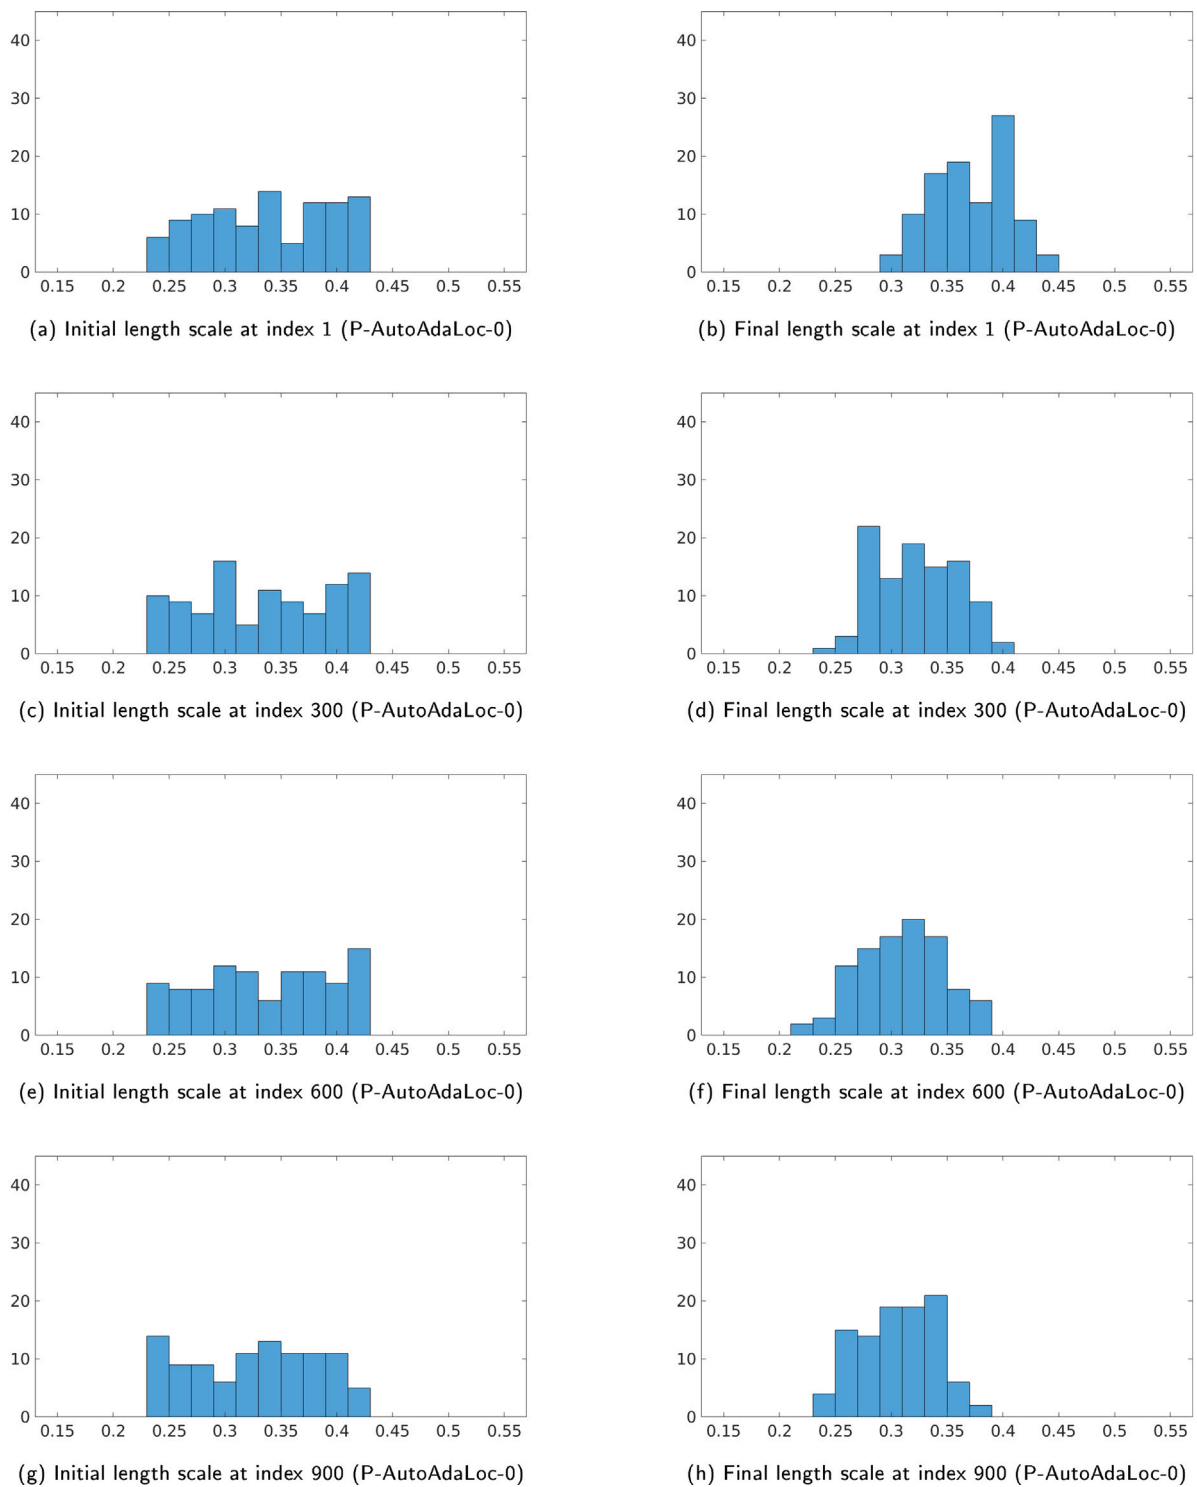 40
30
20
10
0
0.15 0.2 0.25 0.3 0.35 0.4 0.45 0.5 0.55
(a) Initial length scale at index 1 (P-AutoAdaLoc-0)
40
30
20
10
0
0.15 0.2 0.25 0.3 0.35 0.4 0.45 0.5 0.55
(b) Final length scale at index 1 (P-AutoAdaLoc-0)
40
30
20
10
0
0.15 0.2 0.25 0.3 0.35 0.4 0.45 0.5 0.55
(c) Initial length scale at index 300 (P-AutoAdaLoc-0)
40
30
20
10
0
0.15 0.2 0.25 0.3 0.35 0.4 0.45 0.5 0.55
(d) Final length scale at index 300 (P-AutoAdaLoc-0)
40
30
20
10
0
0.15 0.2 0.25 0.3 0.35 0.4 0.45 0.5 0.55
(e) Initial length scale at index 600 (P-AutoAdaLoc-0)
40
30
20
10
0
0.15 0.2 0.25 0.3 0.35 0.4 0.45 0.5 0.55
(f) Final length scale at index 600 (P-AutoAdaLoc-0)
40
30
20
10
0
0.15 0.2 0.25 0.3 0.35 0.4 0.45 0.5 0.55
(g) Initial length scale at index 900 (P-AutoAdaLoc-0)
40
30
20
10
0
0.15 0.2 0.25 0.3 0.35 0.4 0.45 0.5 0.55
(h) Final length scale at index 900 (P-AutoAdaLoc-0)